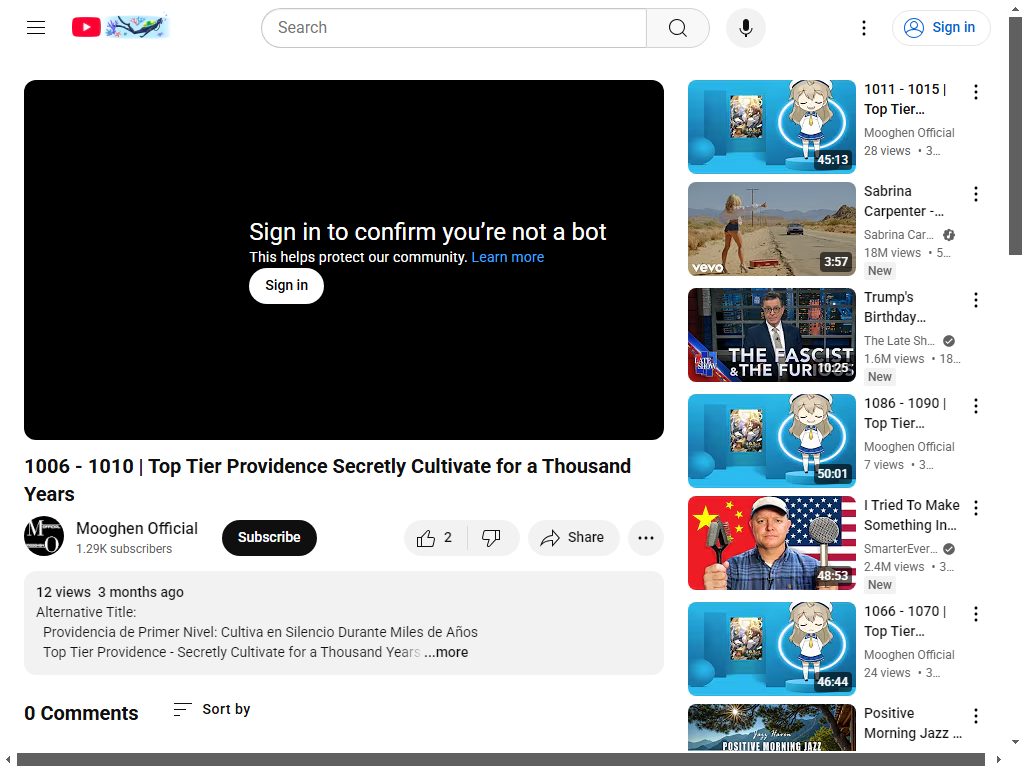 Search
Sign in
Sign in to confirm you're not a bot
This helps protect our community. Learn more
Sign in
1006 - 1010 | Top Tier Providence Secretly Cultivate for a Thousand
Years
Mooghen Official
1.29K subscribers
Subscribe
2
Share
12 views 3 months ago
Alternative Title:
Providencia de Primer Nivel: Cultiva en Silencio Durante Miles de Años
Top Tier Providence - Secretly Cultivate for a Thousand Years ...more
0 Comments
Sort by
45:13
1011 - 1015 |
Top Tier...
Mooghen Official
28 views • 3...
vevo
3:57
Sabrina
Carpenter -...
Sabrina Car...
18M views • 5...
New
LATE SHOW
THE FASCIST
& THE FURIOUS
10:25
Trump's
Birthday...
The Late Sh...
1.6M views • 18...
New
50:01
1086 - 1090 |
Top Tier...
Mooghen Official
7 views • 3...
48:53
I Tried To Make
Something In...
SmarterEver...
2.4M views • 3...
New
46:44
1066 - 1070 |
Top Tier...
Mooghen Official
24 views • 3...
Jazz Haven
POSITIVE MORNING JAZZ
Positive
Morning Jazz ...